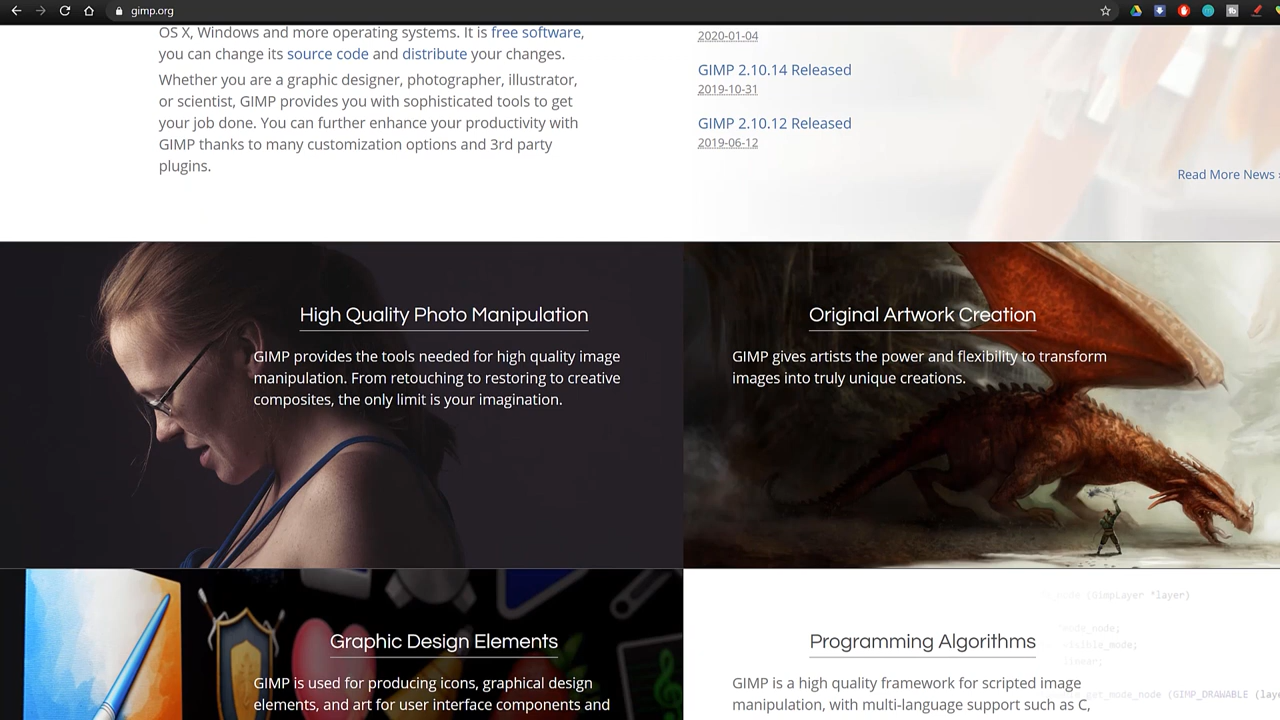 gimp.org
OS X, Windows and more operating systems. It is free software,
you can change its source code and distribute your changes.
Whether you are a graphic designer, photographer, illustrator,
or scientist, GIMP provides you with sophisticated tools to get
your job done. You can further enhance your productivity with
GIMP thanks to many customization options and 3rd party
plugins.
2020-01-04
GIMP 2.10.14 Released
2019-10-31
GIMP 2.10.12 Released
2019-06-12
Read More News
High Quality Photo Manipulation
GIMP provides the tools needed for high quality image
manipulation. From retouching to restoring to creative
composites, the only limit is your imagination.
Original Artwork Creation
GIMP gives artists the power and flexibility to transform
images into truly unique creations.
Graphic Design Elements
GIMP is used for producing icons, graphical design
elements, and art for user interface components and
Programming Algorithms
GIMP is a high quality framework for scripted image
manipulation, with multi-language support such as C,
(GimpLayer *layer)
mode_node;
visible_mode;
linear;
get_mode_node (GIMP_DRAWABLE